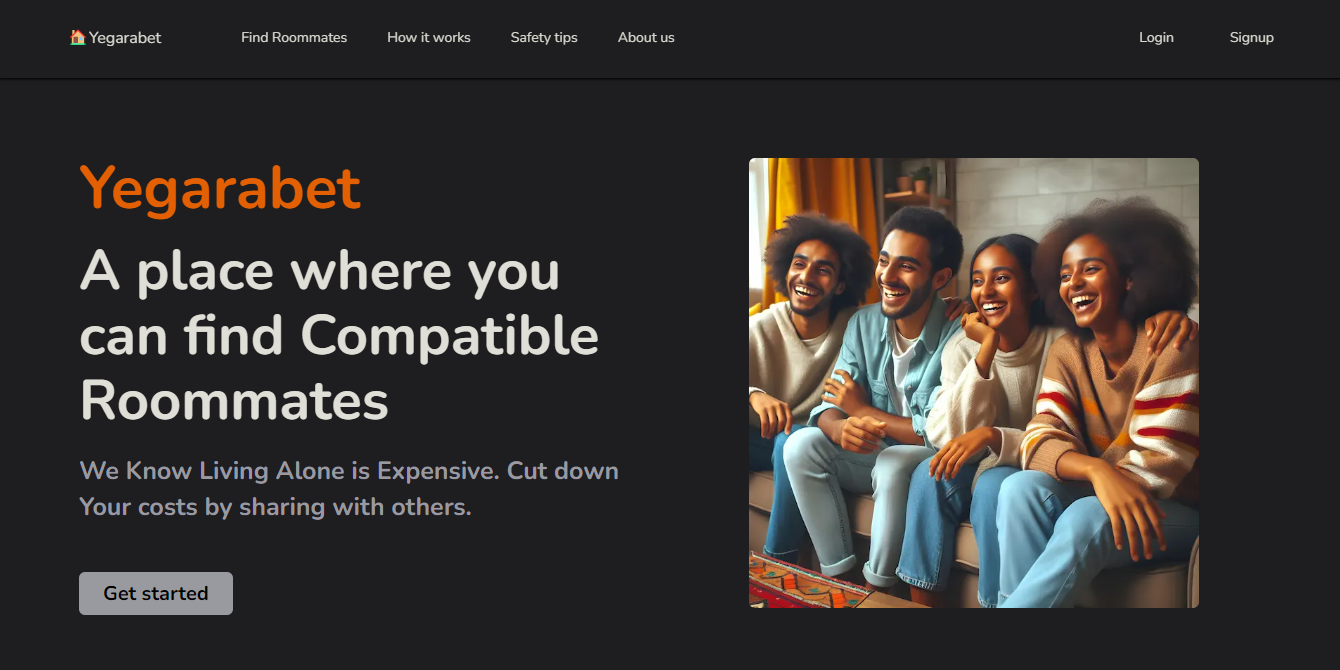 🏠Yegarabet
Find Roommates
How it works
Safety tips
About us
Login
Signup
Yegarabet
A place where you
can find Compatible
Roommates
We Know Living Alone is Expensive. Cut down
Your costs by sharing with others.
Get started